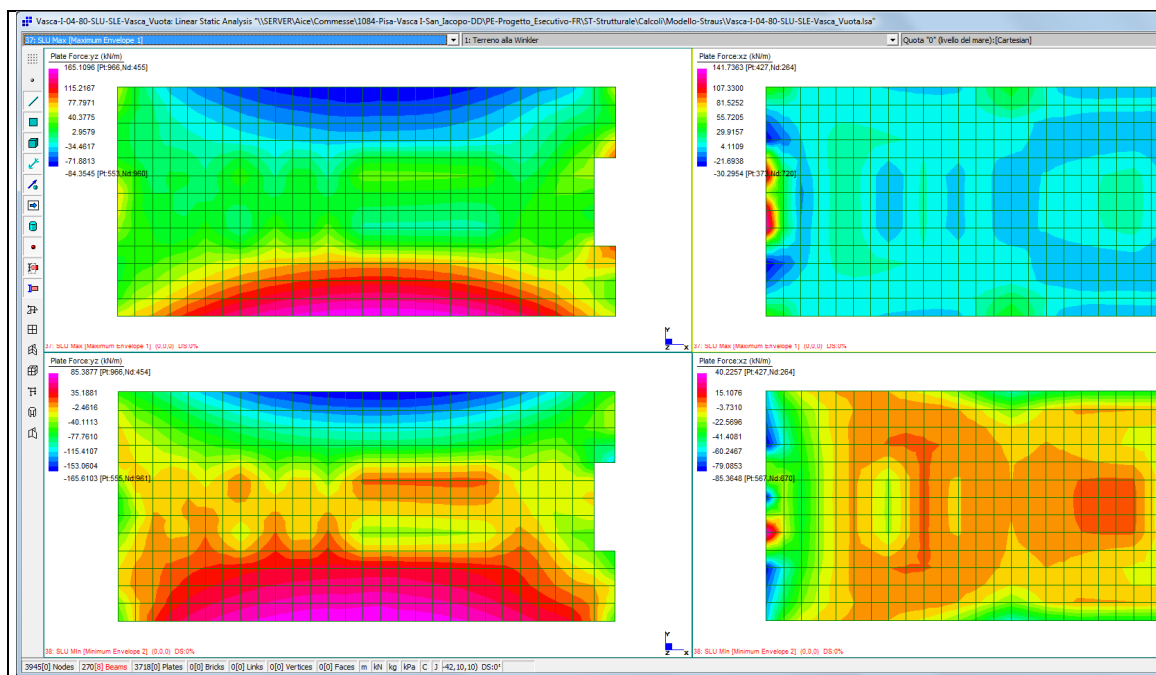 Vasca-I-04-80-SLU-SLE-Vasca_Vuota: Linear Static Analysis "\\SERVER\Aice\Commesse\1084-Pisa-Vasca I-San_Iacopo-DD\PE-Progetto_Esecutivo-FR\ST-Strutturale\Calcoli\Modello-Straus\Vasca-I-04-80-SLU-SLE-Vasca_Vuota.lsa"
37: SLU Max [Maximum Envelope 1]
1: Terreno alla Winkler
Quota "0" (livello del mare):[Cartesian]
Plate Force:yz (kN/m)
165.1096 [Pt:966,Nd:455]
115.2167
77.7971
40.3775
2.9579
-34.4617
-71.8813
-84.3545 [Pt:553,Nd:960]
Y
Z X
37: SLU Max [Maximum Envelope 1] (0,0,0) DS:0%
Plate Force:xz (kN/m)
141.7363 [Pt:427,Nd:264]
107.3300
81.5252
55.7205
29.9157
4.1109
-21.6938
-30.2954 [Pt:373,Nd:720]
37: SLU Max [Maximum Envelope 1] (0,0,0) DS:0%
Plate Force:yz (kN/m)
85.3877 [Pt:966,Nd:454]
35.1881
-2.4616
-40.1113
-77.7610
-115.4107
-153.0604
-165.6103 [Pt:555,Nd:961]
Y
Z X
38: SLU Min [Minimum Envelope 2] (0,0,0) DS:0%
Plate Force:xz (kN/m)
40.2257 [Pt:427,Nd:264]
15.1076
-3.7310
-22.5696
-41.4081
-60.2467
-79.0853
-85.3648 [Pt:567,Nd:670]
38: SLU Min [Minimum Envelope 2] (0,0,0) DS:0%
3945[0] Nodes 270[8] Beams 3718[0] Plates 0[0] Bricks 0[0] Links 0[0] Vertices 0[0] Faces m kN kg kPa C J -42,10,10) DS:0°